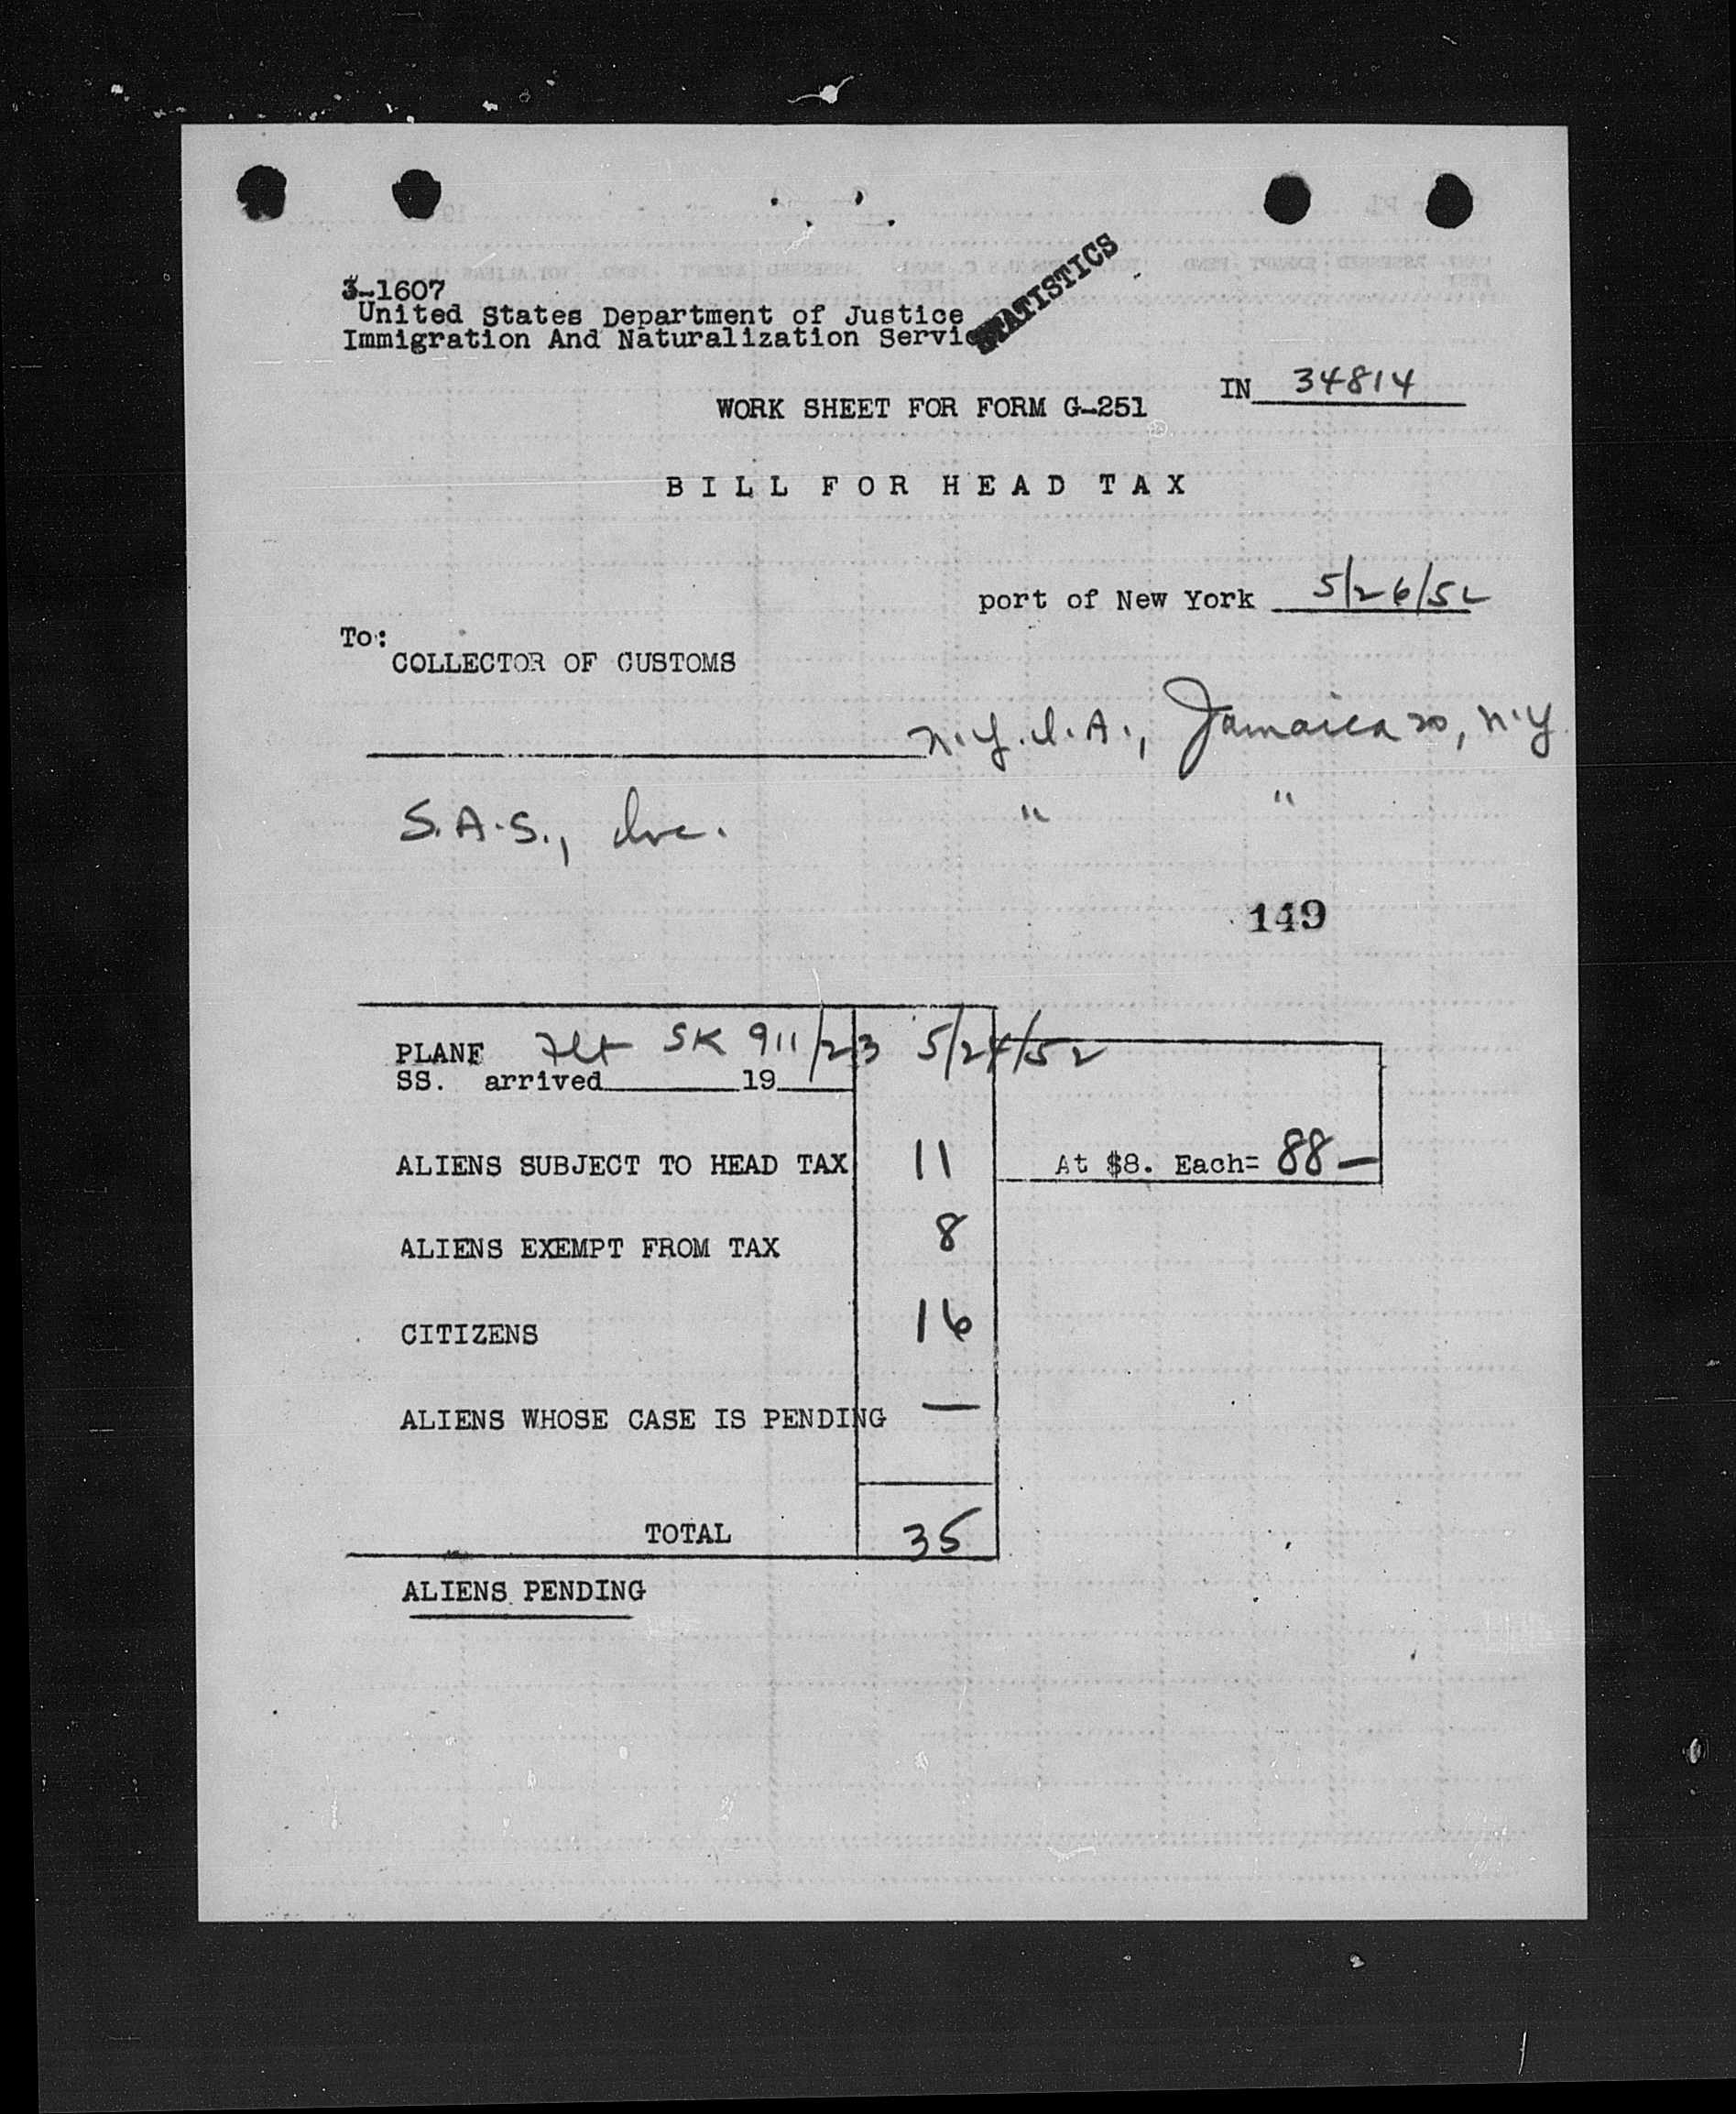 3-1607
United States Department of Justice
Immigration And Naturalization Servic
STATISTICS
IN 34814
WORK SHEET FOR FORM G-251
BILL FOR HEAD TAX
port of New York 5/26/52
To:
COLLECTOR OF CUSTOMS
N.Y.I.A., Jamaica 30, N.Y
S.A.S., Inc. " "
149
PLANE Flt SK 911/23 5/24/52
SS. arrived 19
ALIENS SUBJECT TO HEAD TAX 11 At $8. Each= 88—
ALIENS EXEMPT FROM TAX 8
CITIZENS 16
ALIENS WHOSE CASE IS PENDING —
TOTAL 35
ALIENS PENDING